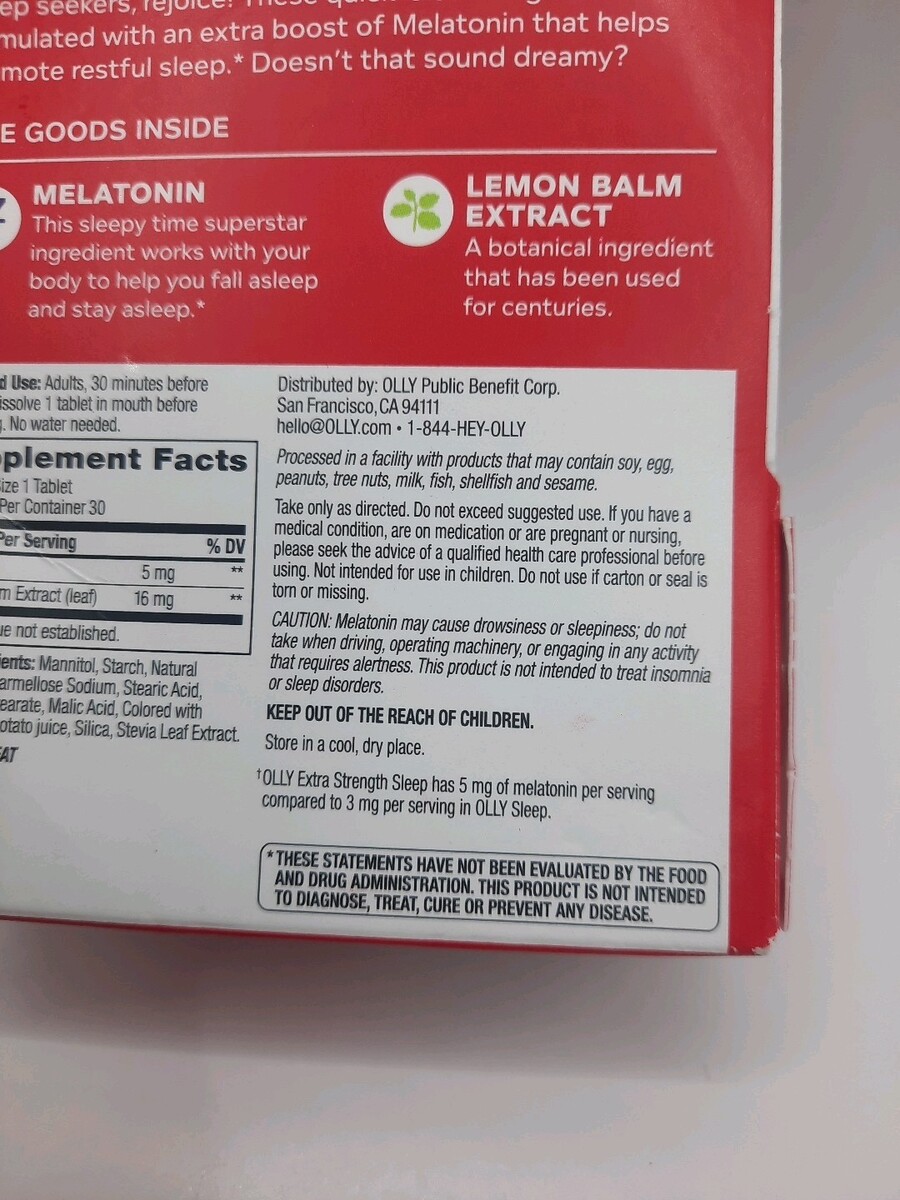 ep seekers, rejoice!
mulated with an extra boost of Melatonin that helps
mote restful sleep.* Doesn't that sound dreamy?
E GOODS INSIDE
MELATONIN
This sleepy time superstar
ingredient works with your
body to help you fall asleep
and stay asleep.*
LEMON BALM
EXTRACT
A botanical ingredient
that has been used
for centuries.
d Use: Adults, 30 minutes before
issolve 1 tablet in mouth before
. No water needed.
plement Facts
ize 1 Tablet
Per Container 30
Per Serving % DV
5 mg **
m Extract (leaf) 16 mg **
ue not established.
ients: Mannitol, Starch, Natural
armellose Sodium, Stearic Acid,
earate, Malic Acid, Colored with
otato juice, Silica, Stevia Leaf Extract.
EAT
Distributed by: OLLY Public Benefit Corp.
San Francisco, CA 94111
hello@OLLY.com • 1-844-HEY-OLLY
Processed in a facility with products that may contain soy, egg,
peanuts, tree nuts, milk, fish, shellfish and sesame.
Take only as directed. Do not exceed suggested use. If you have a
medical condition, are on medication or are pregnant or nursing,
please seek the advice of a qualified health care professional before
using. Not intended for use in children. Do not use if carton or seal is
torn or missing.
CAUTION: Melatonin may cause drowsiness or sleepiness; do not
take when driving, operating machinery, or engaging in any activity
that requires alertness. This product is not intended to treat insomnia
or sleep disorders.
KEEP OUT OF THE REACH OF CHILDREN.
Store in a cool, dry place.
†OLLY Extra Strength Sleep has 5 mg of melatonin per serving
compared to 3 mg per serving in OLLY Sleep.
*THESE STATEMENTS HAVE NOT BEEN EVALUATED BY THE FOOD
AND DRUG ADMINISTRATION. THIS PRODUCT IS NOT INTENDED
TO DIAGNOSE, TREAT, CURE OR PREVENT ANY DISEASE.